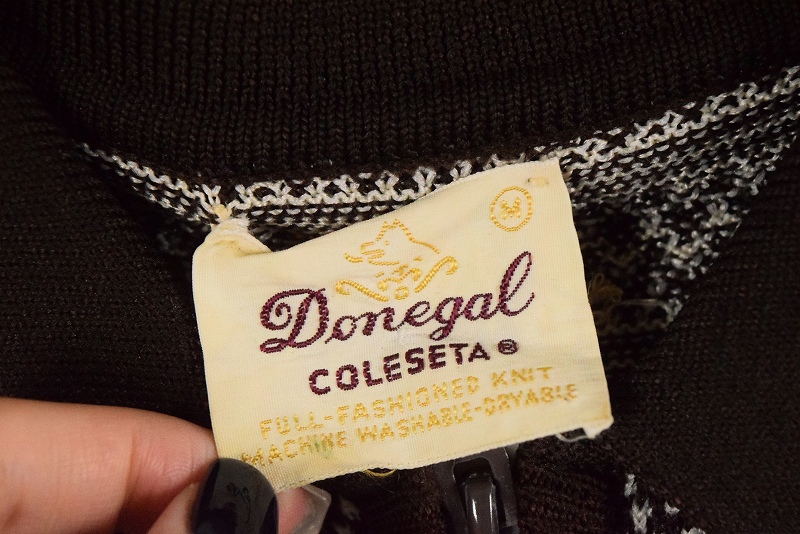 M
Donegal
COLESETA ®
FULL-FASHIONED KNIT
MACHINE WASHABLE-DRYABLE